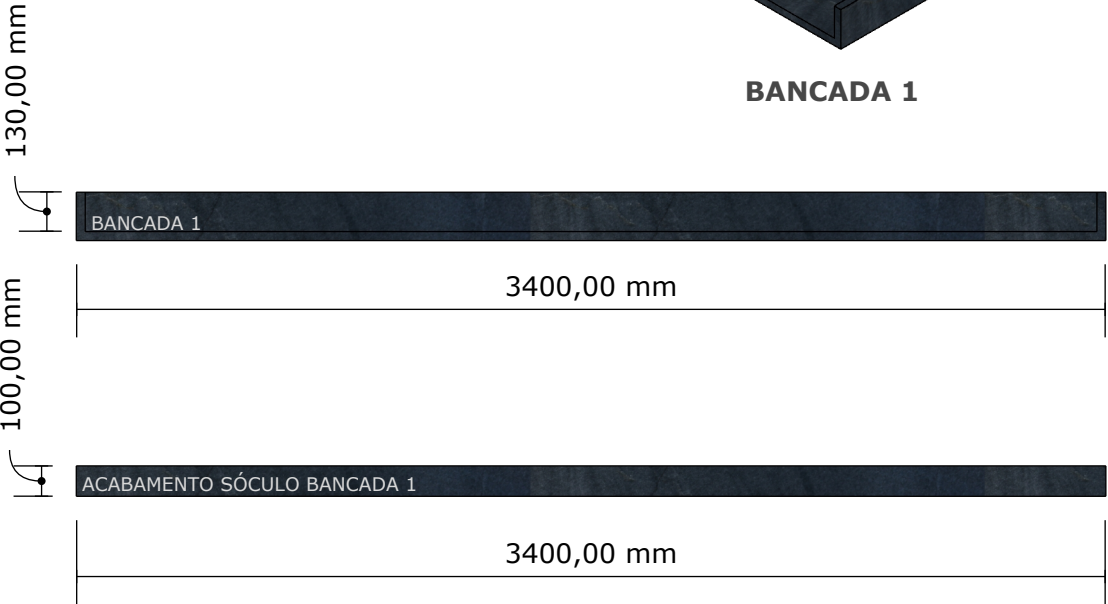 130,00 mm
BANCADA 1
BANCADA 1
3400,00 mm
100,00 mm
ACABAMENTO SÓCULO BANCADA 1
3400,00 mm